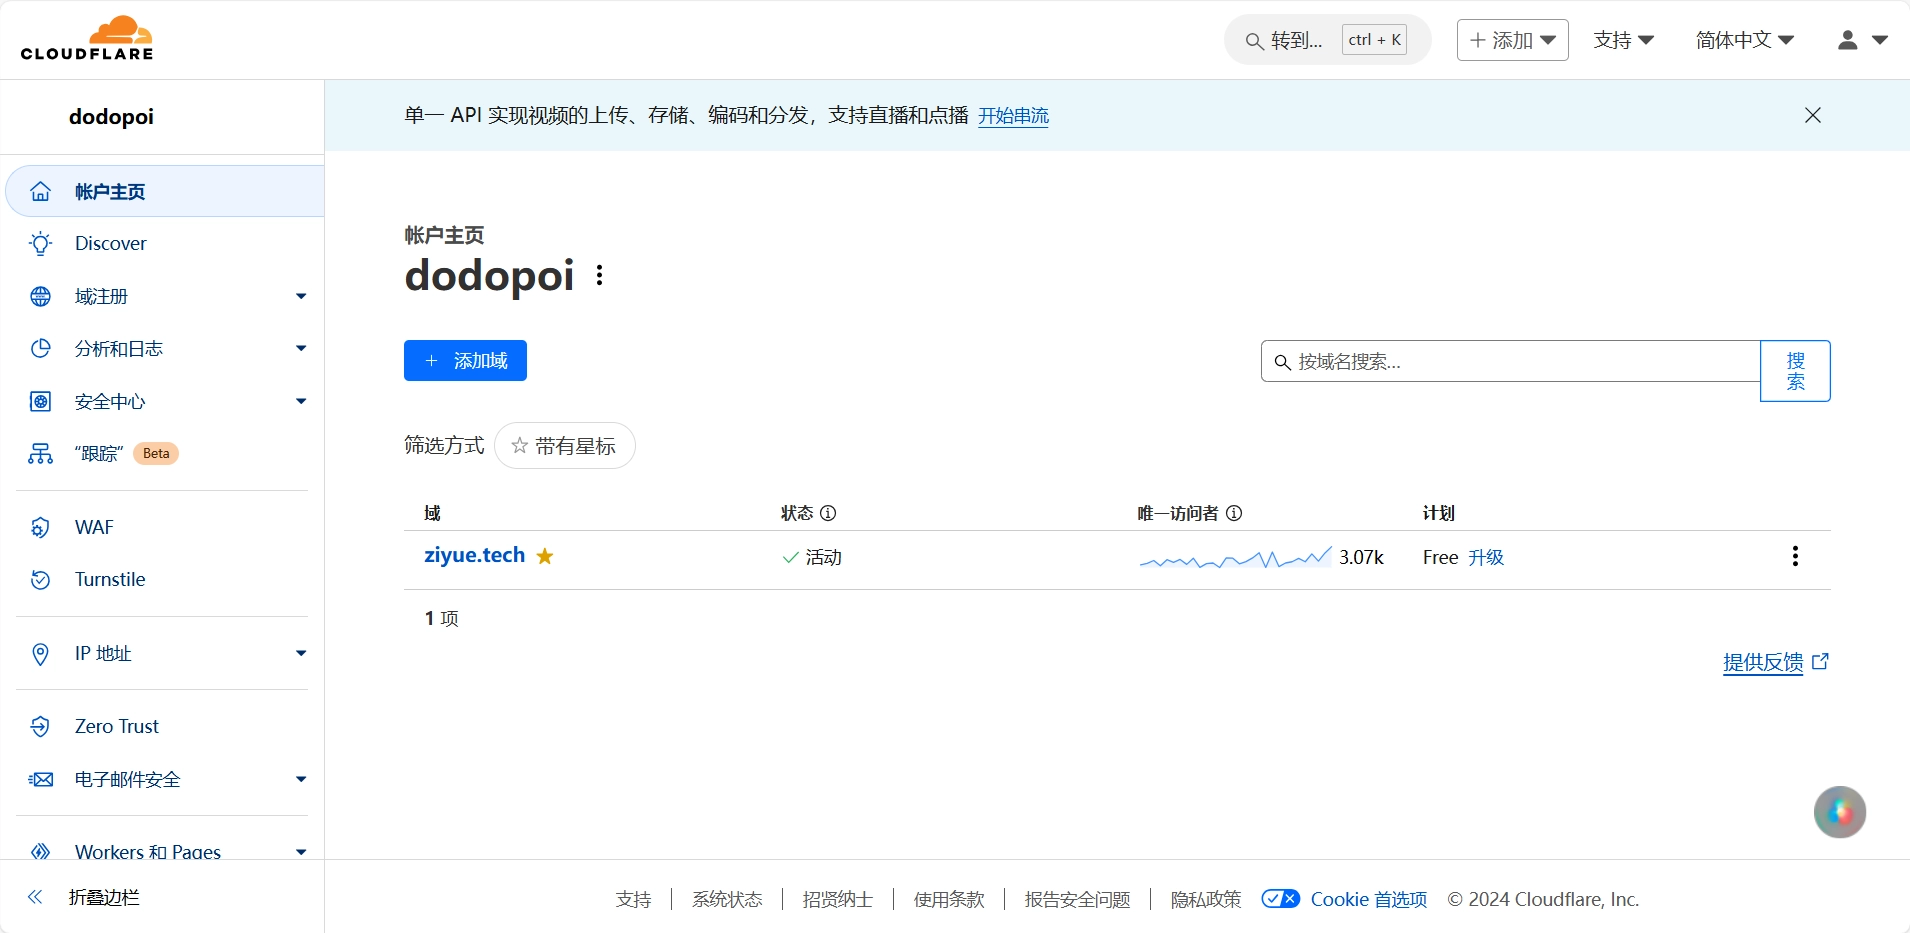 CLOUDFLARE
转到... ctrl + K
添加
支持
简体中文
dodopoi
帐户主页
Discover
域注册
分析和日志
安全中心
“跟踪” Beta
WAF
Turnstile
IP 地址
Zero Trust
电子邮件安全
Workers 和 Pages
折叠边栏
单一 API 实现视频的上传、存储、编码和分发，支持直播和点播 开始串流
帐户主页
dodopoi
添加域
按域名搜索...
搜
索
筛选方式 带有星标
域 状态 唯一访问者 计划
ziyue.tech 活动 3.07k Free 升级
1 项
提供反馈
支持 系统状态 招贤纳士 使用条款 报告安全问题 隐私政策 Cookie 首选项 © 2024 Cloudflare, Inc.